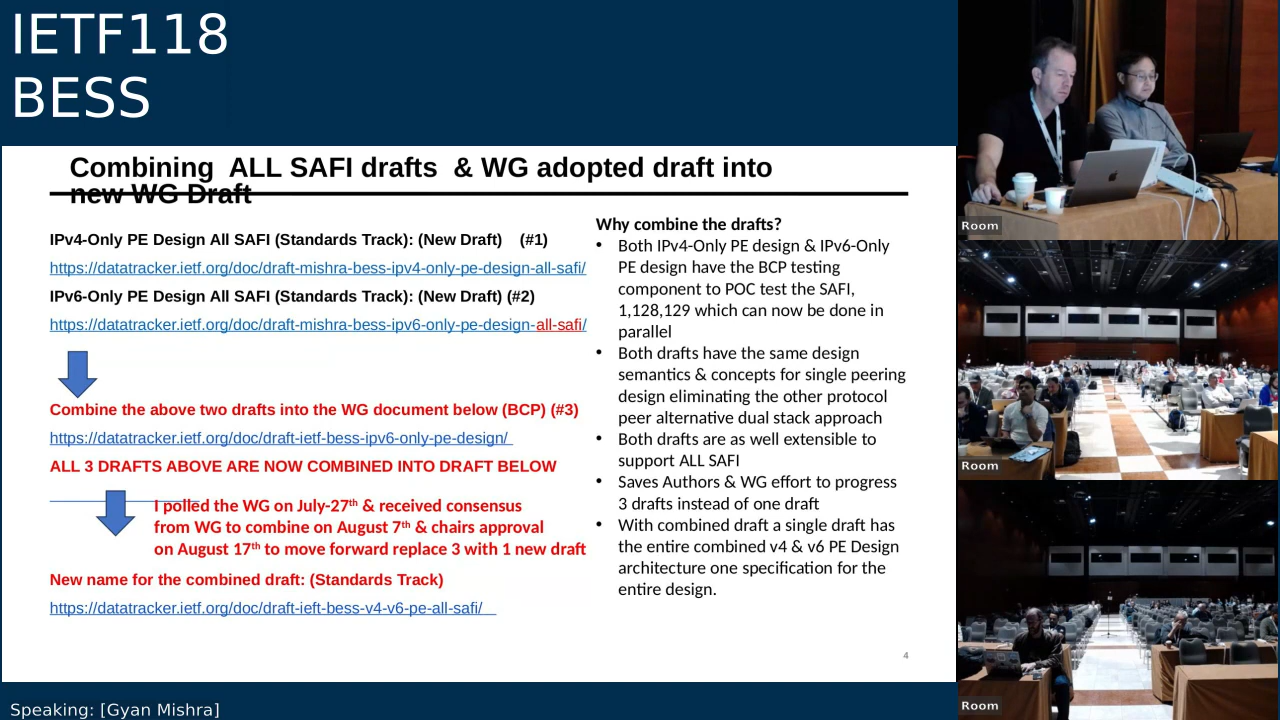 IETF118
BESS
Combining ALL SAFI drafts & WG adopted draft into
new WG Draft
IPv4-Only PE Design All SAFI (Standards Track): (New Draft) (#1)
https://datatracker.ietf.org/doc/draft-mishra-bess-ipv4-only-pe-design-all-safi/
IPv6-Only PE Design All SAFI (Standards Track): (New Draft) (#2)
https://datatracker.ietf.org/doc/draft-mishra-bess-ipv6-only-pe-design-all-safi/
Combine the above two drafts into the WG document below (BCP) (#3)
https://datatracker.ietf.org/doc/draft-ietf-bess-ipv6-only-pe-design/
ALL 3 DRAFTS ABOVE ARE NOW COMBINED INTO DRAFT BELOW
I polled the WG on July-27th & received consensus
from WG to combine on August 7th & chairs approval
on August 17th to move forward replace 3 with 1 new draft
New name for the combined draft: (Standards Track)
https://datatracker.ietf.org/doc/draft-ieft-bess-v4-v6-pe-all-safi/
Why combine the drafts?
• Both IPv4-Only PE design & IPv6-Only
PE design have the BCP testing
component to POC test the SAFI,
1,128,129 which can now be done in
parallel
• Both drafts have the same design
semantics & concepts for single peering
design eliminating the other protocol
peer alternative dual stack approach
• Both drafts are as well extensible to
support ALL SAFI
• Saves Authors & WG effort to progress
3 drafts instead of one draft
• With combined draft a single draft has
the entire combined v4 & v6 PE Design
architecture one specification for the
entire design.
4
Speaking: [Gyan Mishra]
Room
Room
Room